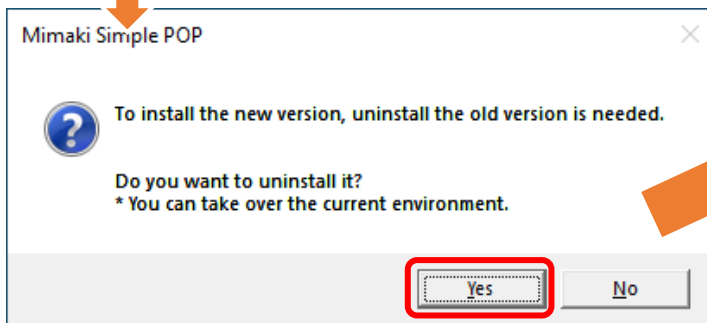 Mimaki Simple POP
To install the new version, uninstall the old version is needed.
Do you want to uninstall it?
* You can take over the current environment.
Yes
No